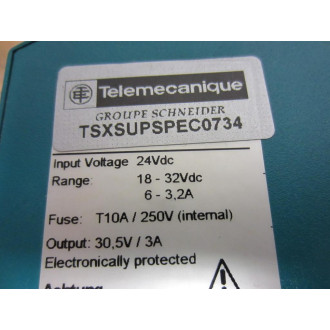 Telemecanique
GROUPE SCHNEIDER
TSXSUPSPEC0734
Input Voltage 24Vdc
Range: 18 - 32Vdc
6 - 3,2A
Fuse: T10A / 250V (internal)
Output: 30,5V / 3A
Electronically protected
Achtung